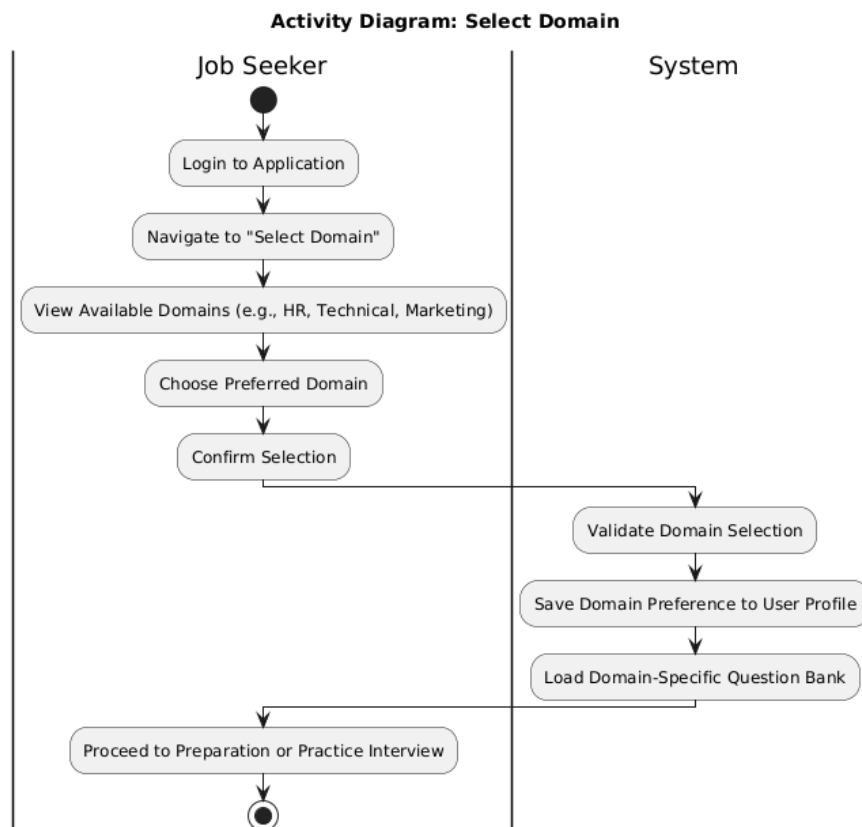 Activity Diagram: Select Domain
Job Seeker
System
Login to Application
Navigate to "Select Domain"
View Available Domains (e.g., HR, Technical, Marketing)
Choose Preferred Domain
Confirm Selection
Validate Domain Selection
Save Domain Preference to User Profile
Load Domain-Specific Question Bank
Proceed to Preparation or Practice Interview